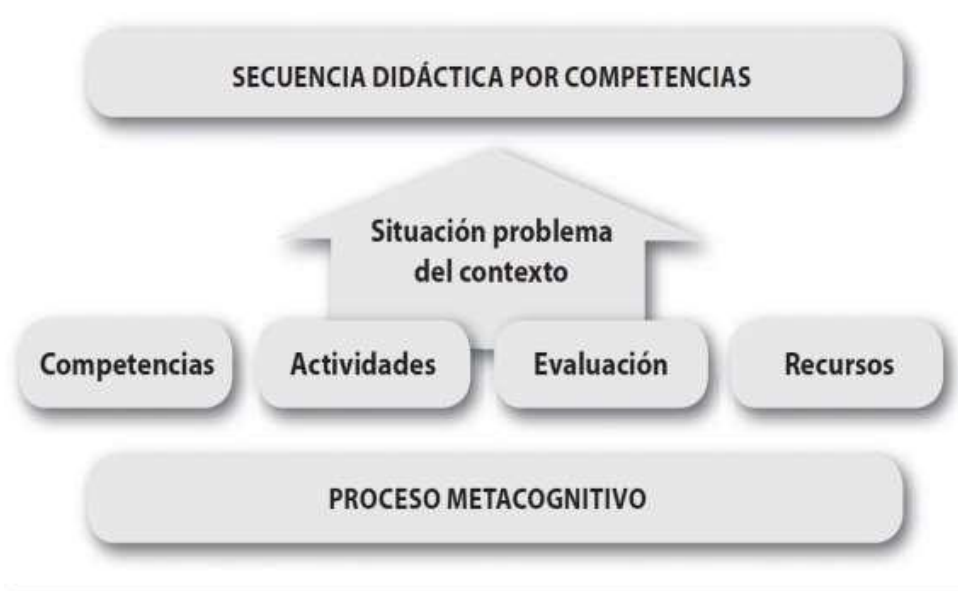 SECUENCIA DIDÁCTICA POR COMPETENCIAS
Situación problema
del contexto
Competencias
Actividades
Evaluación
Recursos
PROCESO METACOGNITIVO